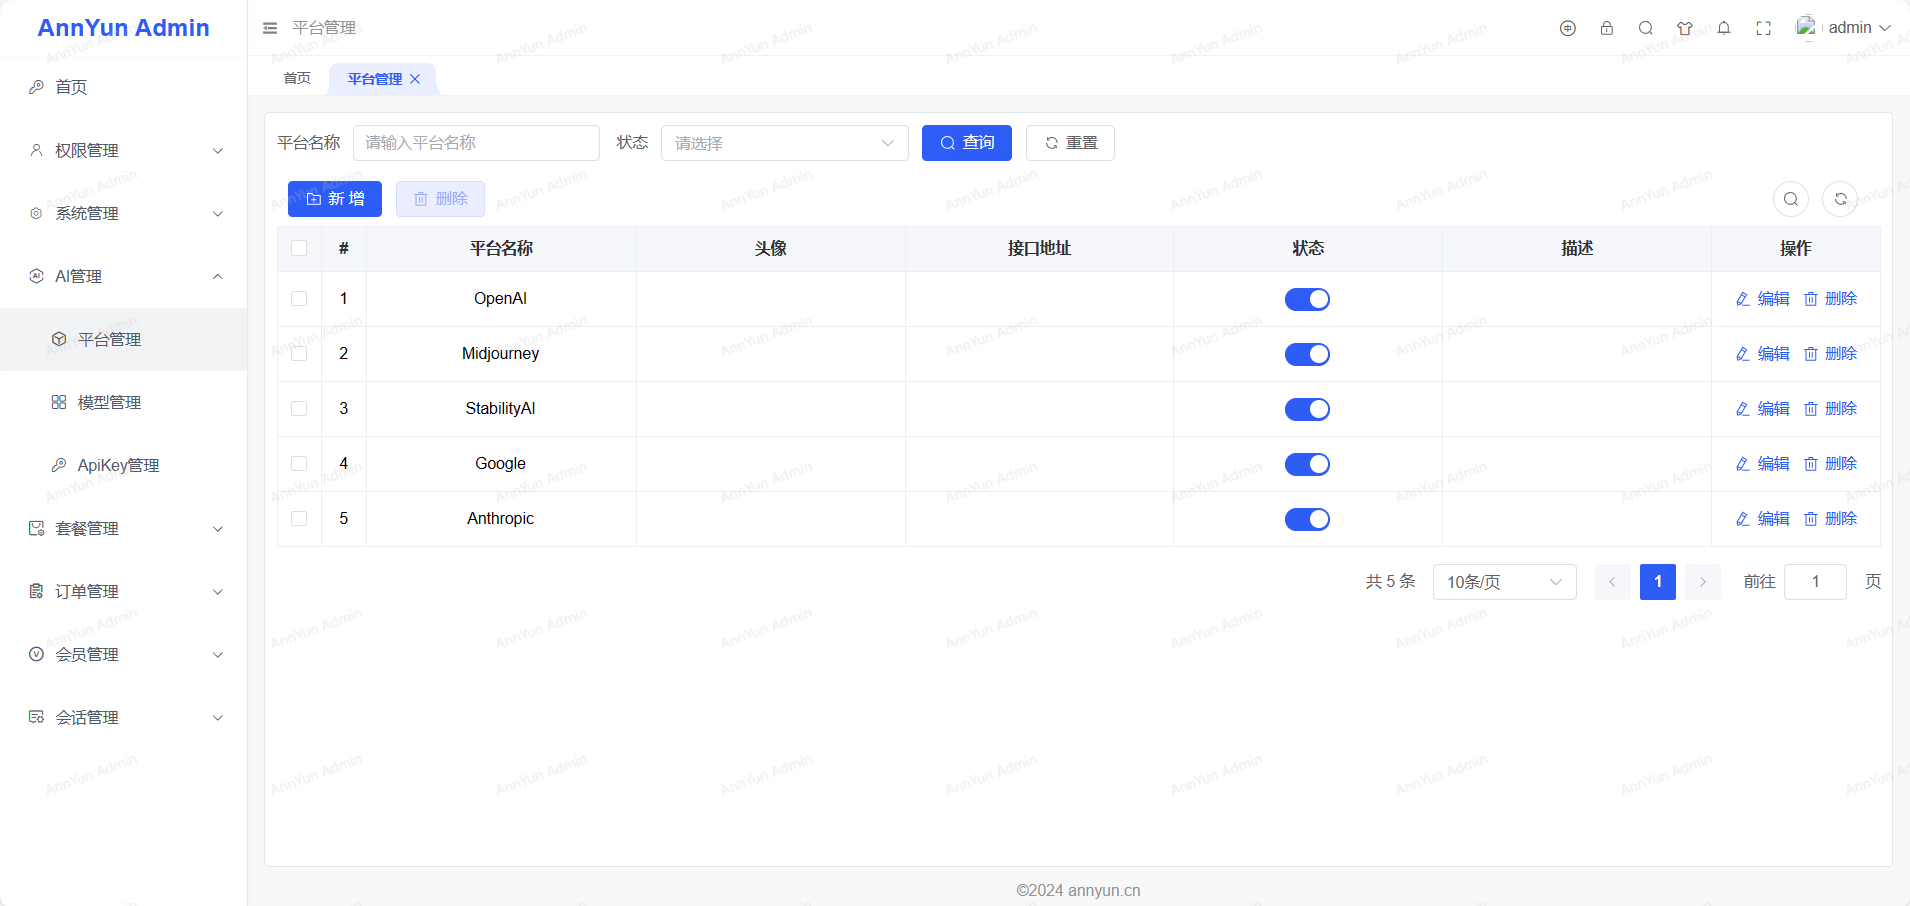 AnnYun Admin
平台管理
admin
首页
平台管理
首页
权限管理
系统管理
AI管理
平台管理
模型管理
ApiKey管理
套餐管理
订单管理
会员管理
会话管理
平台名称 请输入平台名称 状态 请选择 查询 重置
新增 删除
# 平台名称 头像 接口地址 状态 描述 操作
1 OpenAI 编辑 删除
2 Midjourney 编辑 删除
3 StabilityAI 编辑 删除
4 Google 编辑 删除
5 Anthropic 编辑 删除
共 5 条 10条/页 1 前往 1 页
©2024 annyun.cn
AnnYun Admin